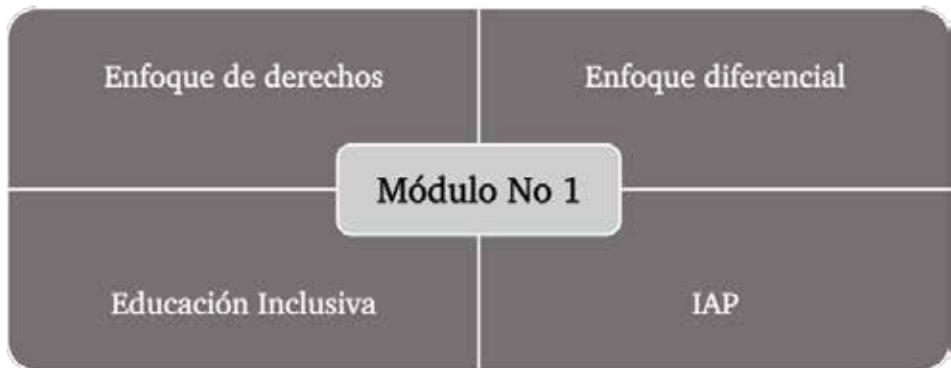 Enfoque de derechos
Enfoque diferencial
Módulo No 1
Educación Inclusiva
IAP